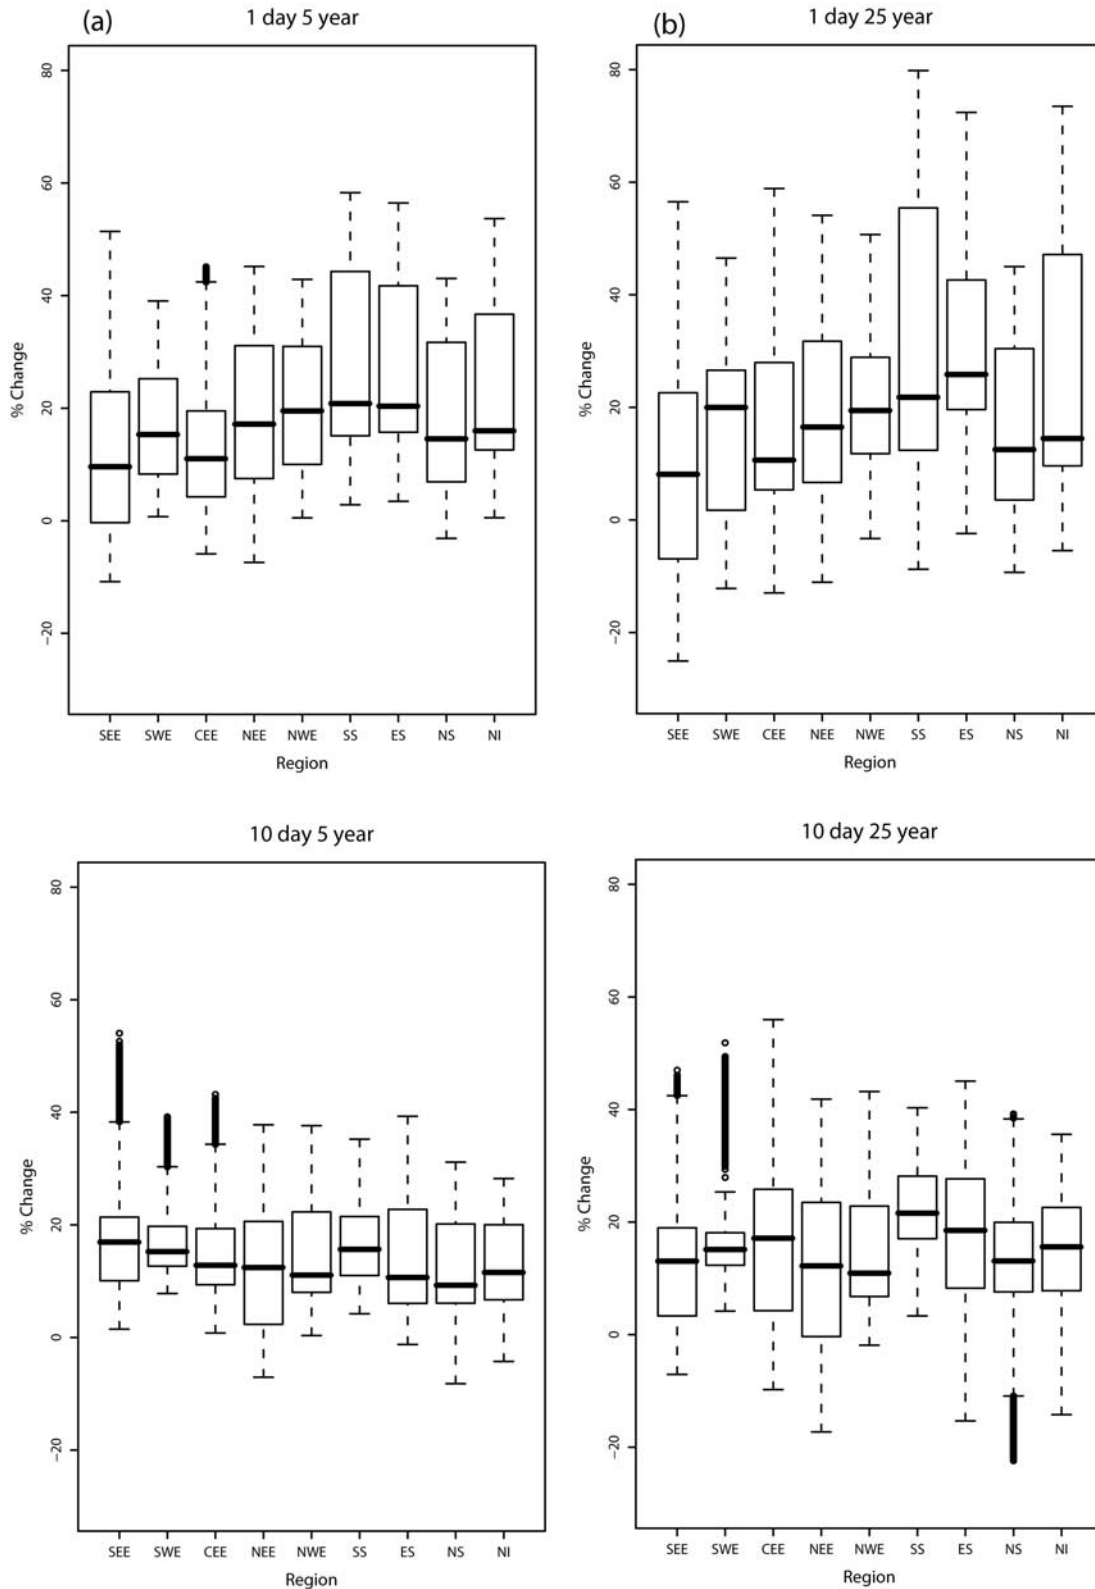 (a)
1 day 5 year
% Change
80
60
40
20
0
−20
SEE SWE CEE NEE NWE SS ES NS NI
Region
(b)
1 day 25 year
% Change
80
60
40
20
0
−20
SEE SWE CEE NEE NWE SS ES NS NI
Region
10 day 5 year
% Change
80
60
40
20
0
−20
SEE SWE CEE NEE NWE SS ES NS NI
Region
10 day 25 year
% Change
80
60
40
20
0
−20
SEE SWE CEE NEE NWE SS ES NS NI
Region